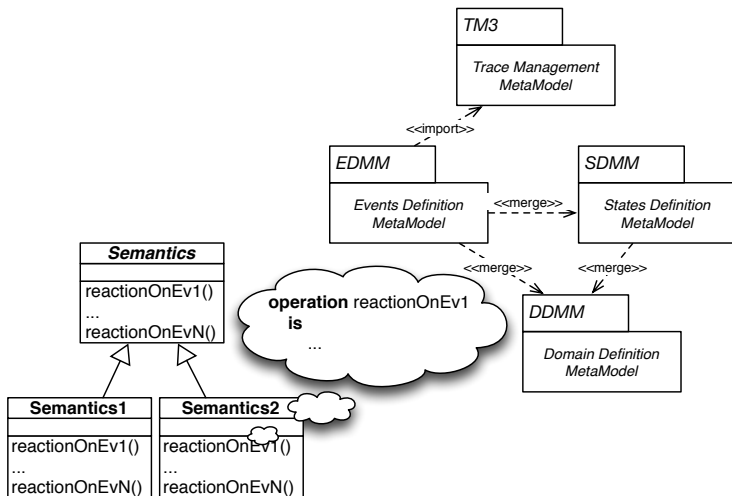 TM3
Trace Management
MetaModel
<<import>>
EDMM
Events Definition
MetaModel
<<merge>>
SDMM
States Definition
MetaModel
<<merge>>
<<merge>>
DDMM
Domain Definition
MetaModel
Semantics
reactionOnEv1()
...
reactionOnEvN()
operation reactionOnEv1
is
...
Semantics1
reactionOnEv1()
...
reactionOnEvN()
Semantics2
reactionOnEv1()
...
reactionOnEvN()